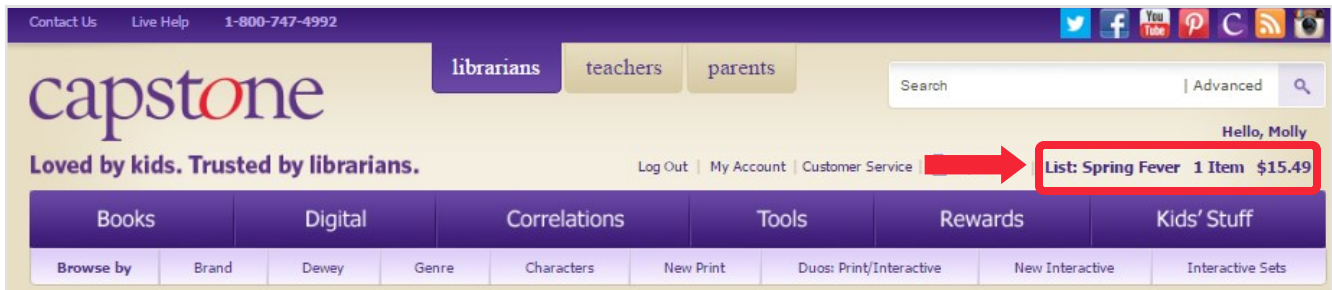 Contact Us Live Help 1-800-747-4992
You Tube
librarians teachers parents
capstone
Search | Advanced
Hello, Molly
Loved by kids. Trusted by librarians.
Log Out | My Account | Customer Service |
List: Spring Fever 1 Item $15.49
Books Digital Correlations Tools Rewards Kids' Stuff
Browse by Brand Dewey Genre Characters New Print Duos: Print/Interactive New Interactive Interactive Sets